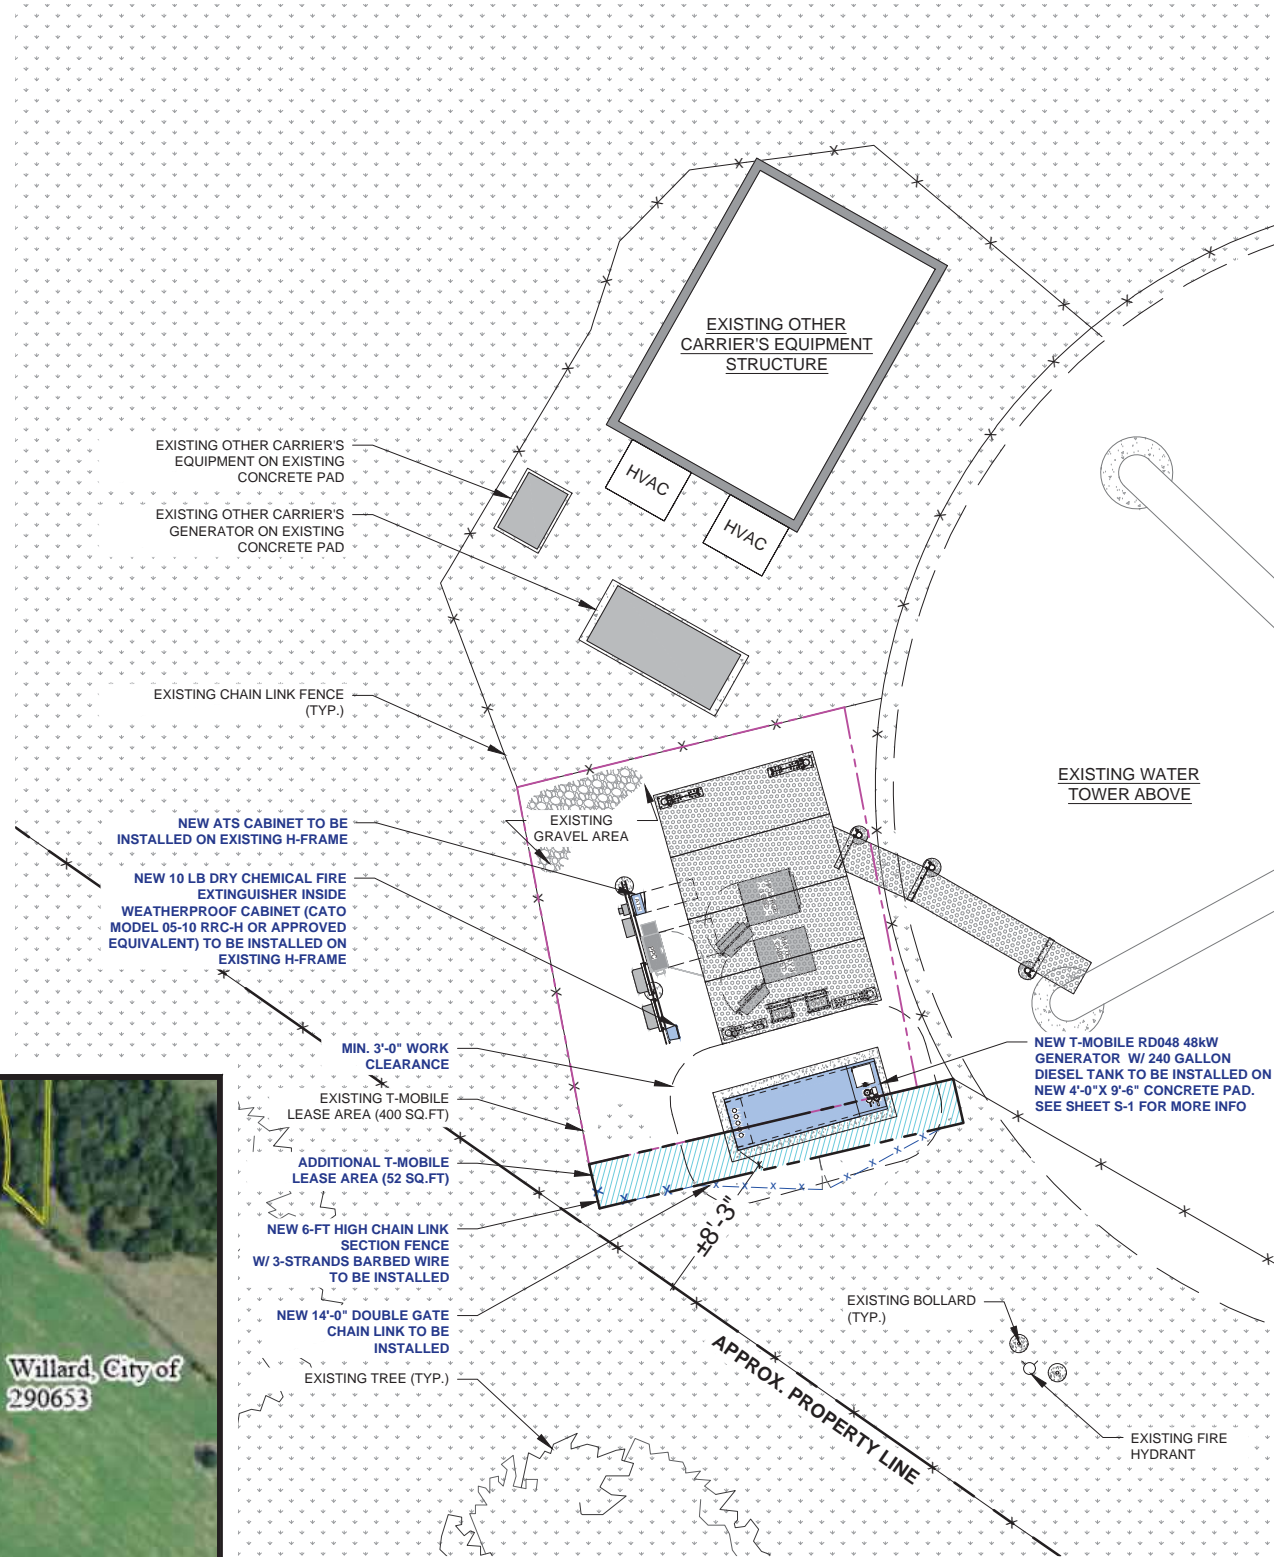 EXISTING OTHER
CARRIER'S EQUIPMENT
STRUCTURE
EXISTING OTHER CARRIER'S
EQUIPMENT ON EXISTING
CONCRETE PAD
HVAC
HVAC
EXISTING OTHER CARRIER'S
GENERATOR ON EXISTING
CONCRETE PAD
EXISTING CHAIN LINK FENCE
(TYP.)
EXISTING WATER
TOWER ABOVE
EXISTING
GRAVEL AREA
NEW ATS CABINET TO BE
INSTALLED ON EXISTING H-FRAME
NEW 10 LB DRY CHEMICAL FIRE
EXTINGUISHER INSIDE
WEATHERPROOF CABINET (CATO
MODEL 05-10 RRC-H OR APPROVED
EQUIVALENT) TO BE INSTALLED ON
EXISTING H-FRAME
MIN. 3'-0" WORK
CLEARANCE
NEW T-MOBILE RD048 48kW
GENERATOR W/ 240 GALLON
DIESEL TANK TO BE INSTALLED ON
NEW 4'-0"X 9'-6" CONCRETE PAD.
SEE SHEET S-1 FOR MORE INFO
EXISTING T-MOBILE
LEASE AREA (400 SQ.FT)
ADDITIONAL T-MOBILE
LEASE AREA (52 SQ.FT)
±8'-3"
NEW 6-FT HIGH CHAIN LINK
SECTION FENCE
W/ 3-STRANDS BARBED WIRE
TO BE INSTALLED
NEW 14'-0" DOUBLE GATE
CHAIN LINK TO BE
INSTALLED
EXISTING BOLLARD
(TYP.)
EXISTING TREE (TYP.)
APPROX. PROPERTY LINE
EXISTING FIRE
HYDRANT
Willard, City of
290653